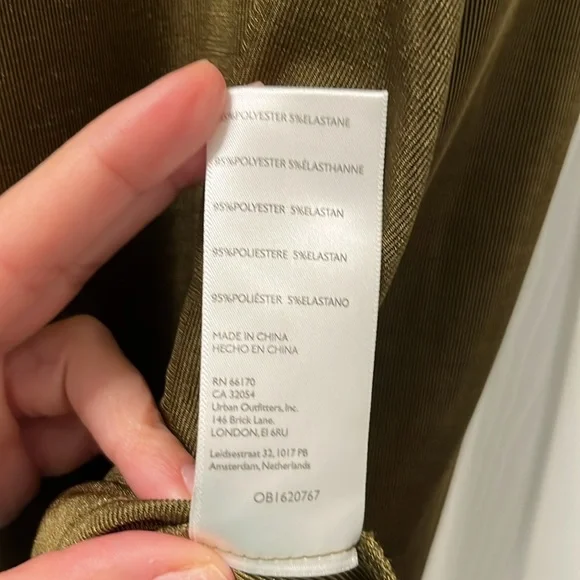 95%POLYESTER 5%ELASTANE
95%POLYESTER 5%ÉLASTHANNE
95%POLYESTER 5%ELASTAN
95%POLIESTERE 5%ELASTAN
95%POLIÉSTER 5%ELASTANO
MADE IN CHINA
HECHO EN CHINA
RN 66170
CA 32054
Urban Outfitters, Inc.
146 Brick Lane.
LONDON, EI 6RU
Leidsestraat 32, 1017 PB
Amsterdam, Netherlands
OB1620767